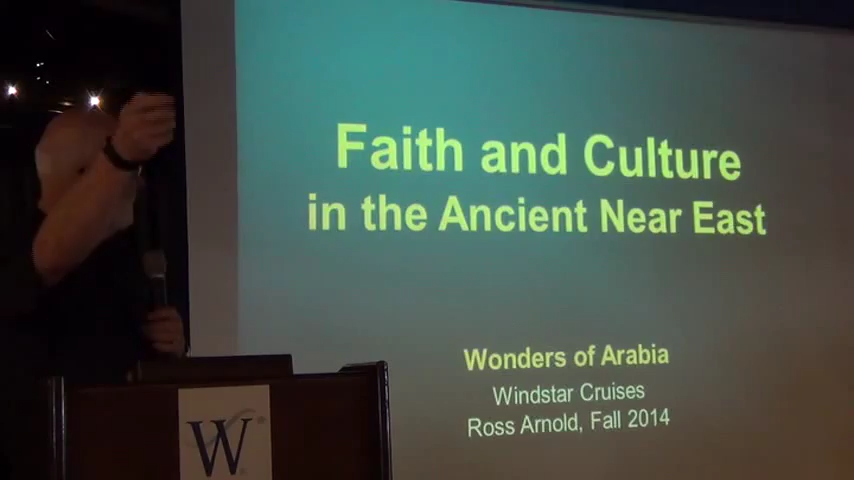 Faith and Culture
in the Ancient Near East
Wonders of Arabia
Windstar Cruises
Ross Arnold, Fall 2014
W®